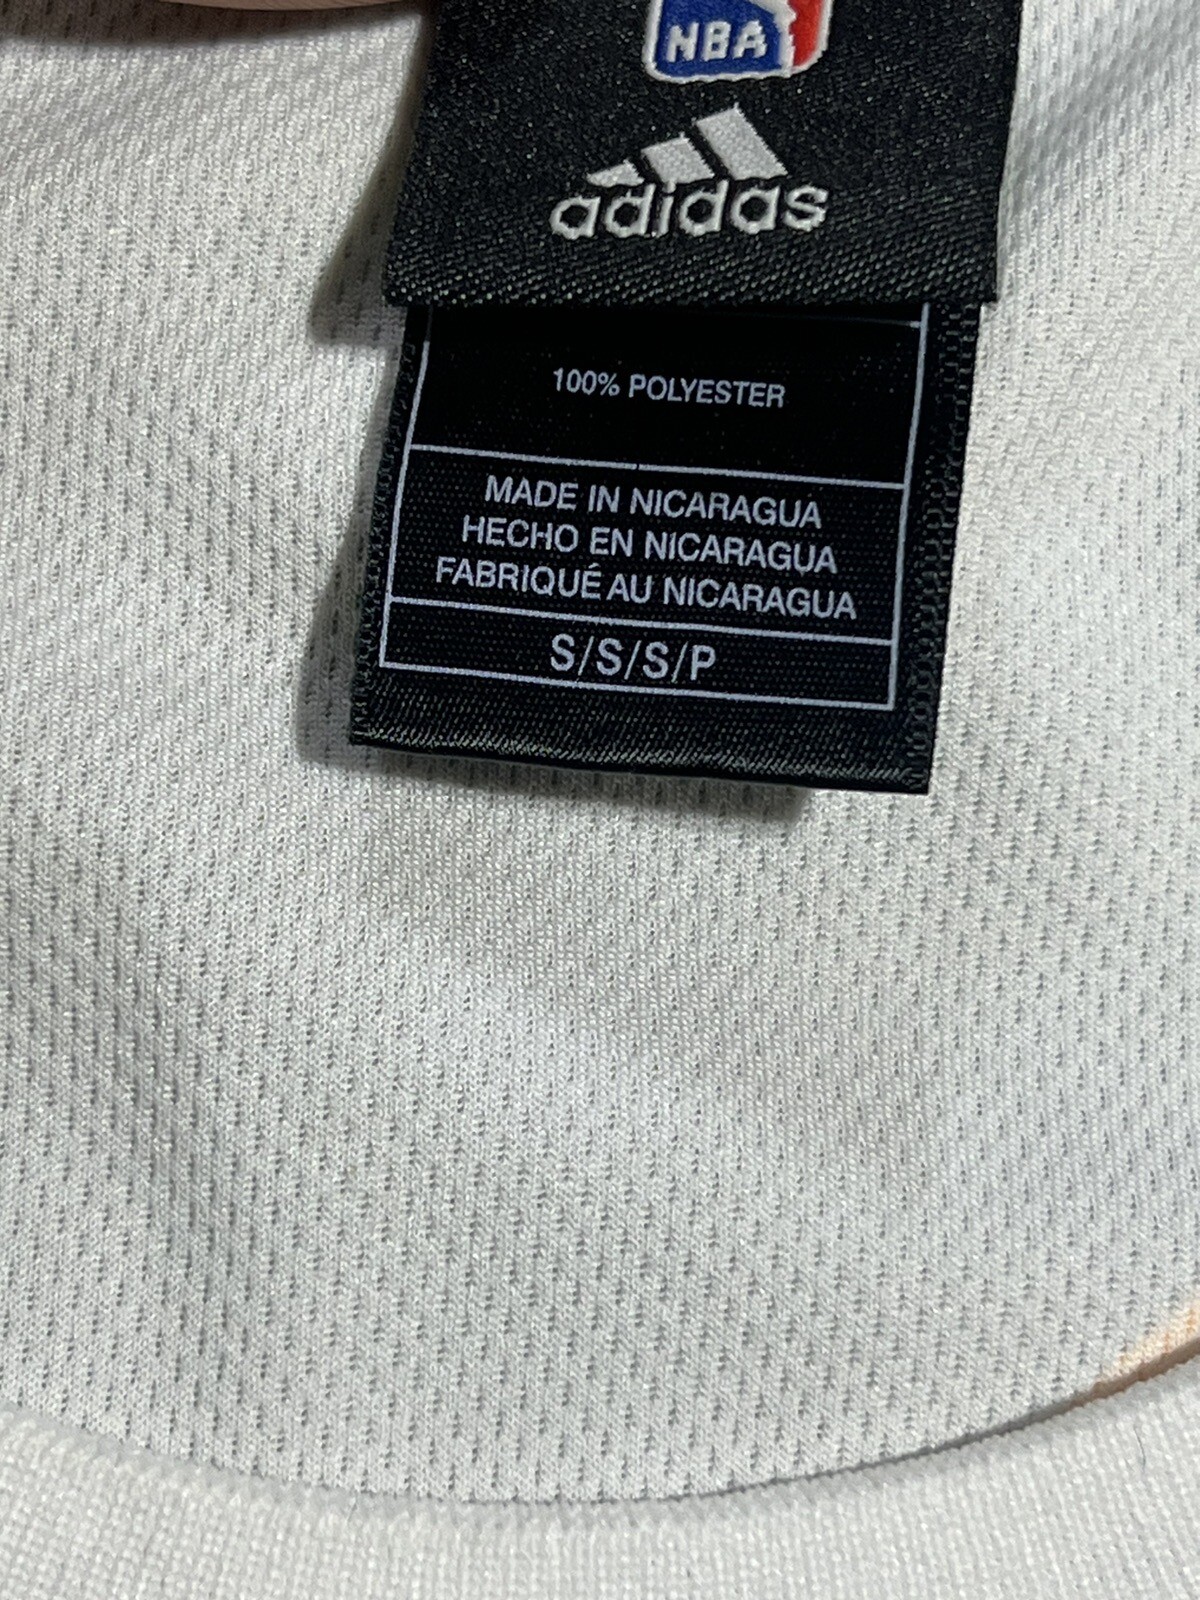 NBA
adidas
100% POLYESTER
MADE IN NICARAGUA
HECHO EN NICARAGUA
FABRIQUÉ AU NICARAGUA
S/S/S/P